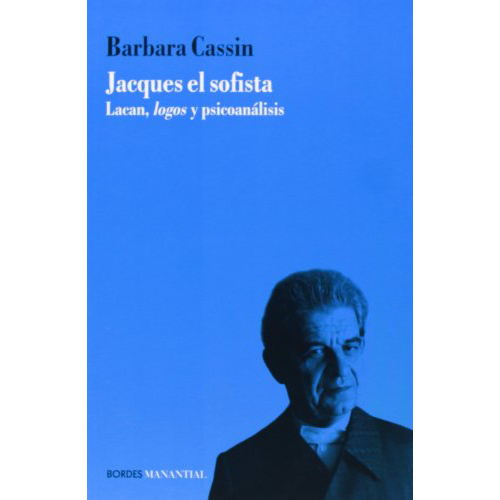 Barbara Cassin
Jacques el sofista
Lacan, logos y psicoanálisis
BORDES MANANTIAL